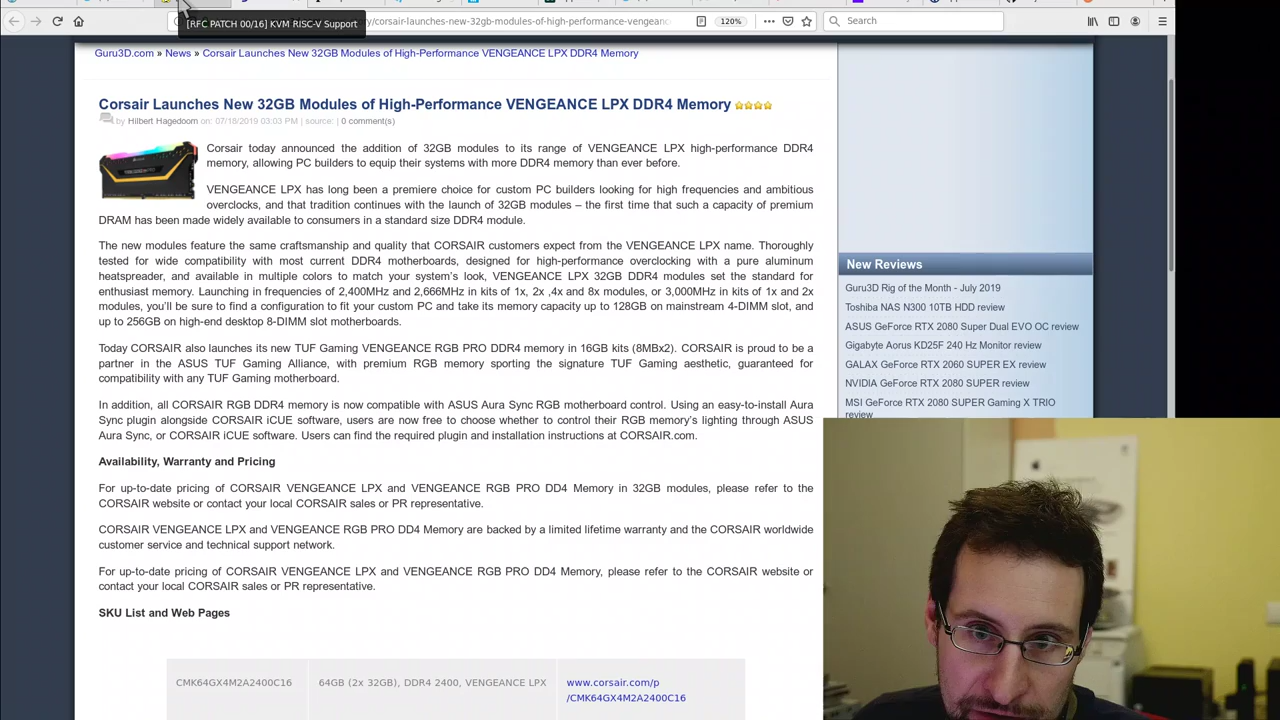 [RFC PATCH 00/16] KVM RISC-V Support
/corsair-launches-new-32gb-modules-of-high-performance-vengeanc
120%
Search
Guru3D.com » News » Corsair Launches New 32GB Modules of High-Performance VENGEANCE LPX DDR4 Memory
Corsair Launches New 32GB Modules of High-Performance VENGEANCE LPX DDR4 Memory
by Hilbert Hagedoorn on: 07/18/2019 03:03 PM | source: | 0 comment(s)
Corsair today announced the addition of 32GB modules to its range of VENGEANCE LPX high-performance DDR4
memory, allowing PC builders to equip their systems with more DDR4 memory than ever before.
VENGEANCE LPX has long been a premiere choice for custom PC builders looking for high frequencies and ambitious
overclocks, and that tradition continues with the launch of 32GB modules – the first time that such a capacity of premium
DRAM has been made widely available to consumers in a standard size DDR4 module.
The new modules feature the same craftsmanship and quality that CORSAIR customers expect from the VENGEANCE LPX name. Thoroughly
tested for wide compatibility with most current DDR4 motherboards, designed for high-performance overclocking with a pure aluminum
heatspreader, and available in multiple colors to match your system's look, VENGEANCE LPX 32GB DDR4 modules set the standard for
enthusiast memory. Launching in frequencies of 2,400MHz and 2,666MHz in kits of 1x, 2x ,4x and 8x modules, or 3,000MHz in kits of 1x and 2x
modules, you'll be sure to find a configuration to fit your custom PC and take its memory capacity up to 128GB on mainstream 4-DIMM slot, and
up to 256GB on high-end desktop 8-DIMM slot motherboards.
Today CORSAIR also launches its new TUF Gaming VENGEANCE RGB PRO DDR4 memory in 16GB kits (8MBx2). CORSAIR is proud to be a
partner in the ASUS TUF Gaming Alliance, with premium RGB memory sporting the signature TUF Gaming aesthetic, guaranteed for
compatibility with any TUF Gaming motherboard.
In addition, all CORSAIR RGB DDR4 memory is now compatible with ASUS Aura Sync RGB motherboard control. Using an easy-to-install Aura
Sync plugin alongside CORSAIR iCUE software, users are now free to choose whether to control their RGB memory's lighting through ASUS
Aura Sync, or CORSAIR iCUE software. Users can find the required plugin and installation instructions at CORSAIR.com.
Availability, Warranty and Pricing
For up-to-date pricing of CORSAIR VENGEANCE LPX and VENGEANCE RGB PRO DD4 Memory in 32GB modules, please refer to the
CORSAIR website or contact your local CORSAIR sales or PR representative.
CORSAIR VENGEANCE LPX and VENGEANCE RGB PRO DD4 Memory are backed by a limited lifetime warranty and the CORSAIR worldwide
customer service and technical support network.
For up-to-date pricing of CORSAIR VENGEANCE LPX and VENGEANCE RGB PRO DD4 Memory, please refer to the CORSAIR website or
contact your local CORSAIR sales or PR representative.
SKU List and Web Pages
CMK64GX4M2A2400C16
64GB (2x 32GB), DDR4 2400, VENGEANCE LPX
www.corsair.com/p
/CMK64GX4M2A2400C16
New Reviews
Guru3D Rig of the Month - July 2019
Toshiba NAS N300 10TB HDD review
ASUS GeForce RTX 2080 Super Dual EVO OC review
Gigabyte Aorus KD25F 240 Hz Monitor review
GALAX GeForce RTX 2060 SUPER EX review
NVIDIA GeForce RTX 2080 SUPER review
MSI GeForce RTX 2080 SUPER Gaming X TRIO
review